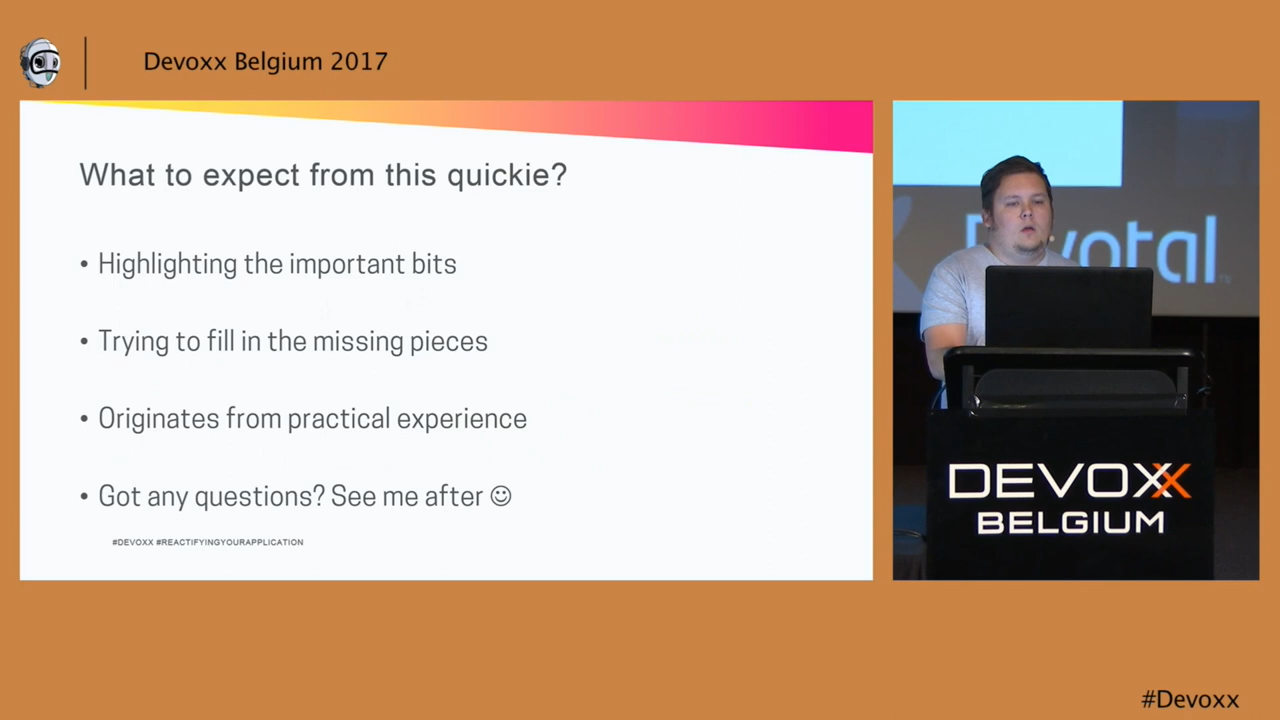 Devoxx Belgium 2017
What to expect from this quickie?
• Highlighting the important bits
• Trying to fill in the missing pieces
• Originates from practical experience
• Got any questions? See me after ☺
#DEVOXX #REACTIFYINGYOURAPPLICATION
DEVOXX
BELGIUM
#Devoxx